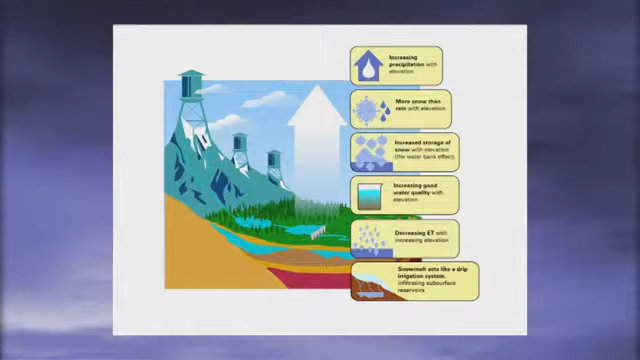 Increasing
precipitation with
elevation
More snow than
rain with elevation
Increased storage of
snow with elevation
(the water bank effect)
Increasing good
water quality with
elevation
Decreasing ET with
increasing elevation
Snowmelt acts like a drip
irrigation system,
infiltrating subsurface
reservoirs